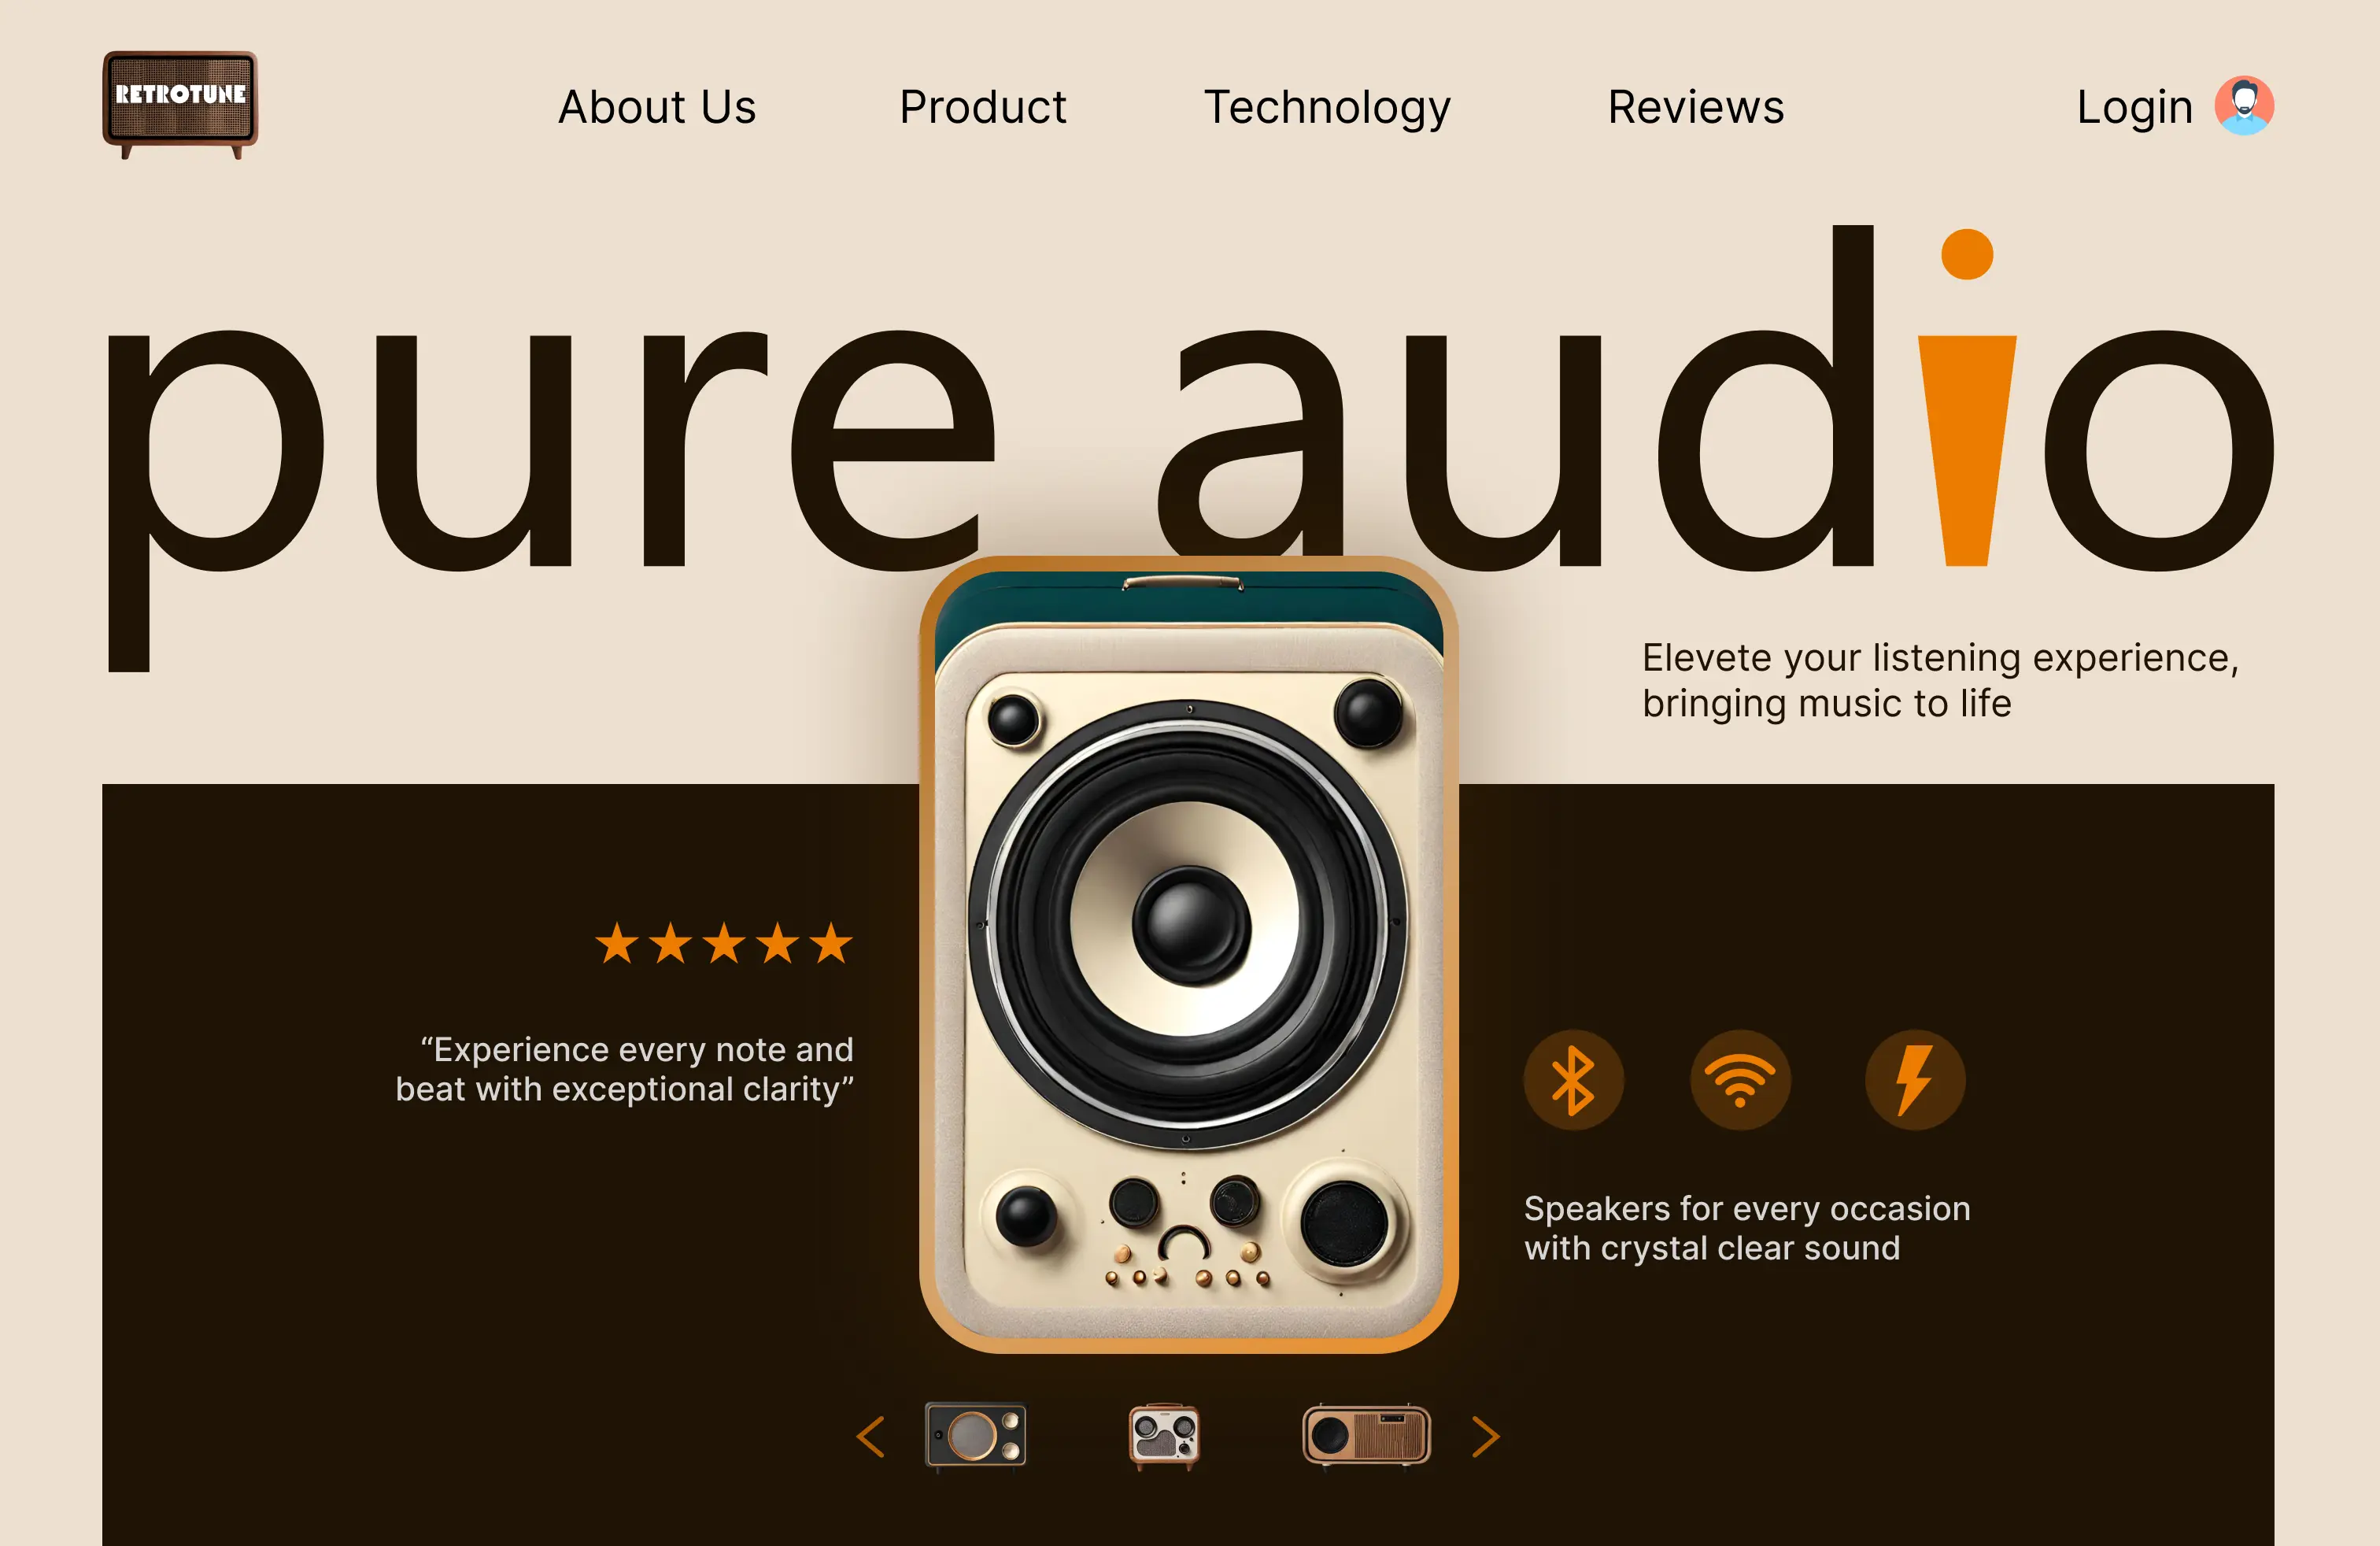 RETROTUNE
About Us
Product
Technology
Reviews
Login
pure audio
Elevete your listening experience,
bringing music to life
“Experience every note and
beat with exceptional clarity”
Speakers for every occasion
with crystal clear sound